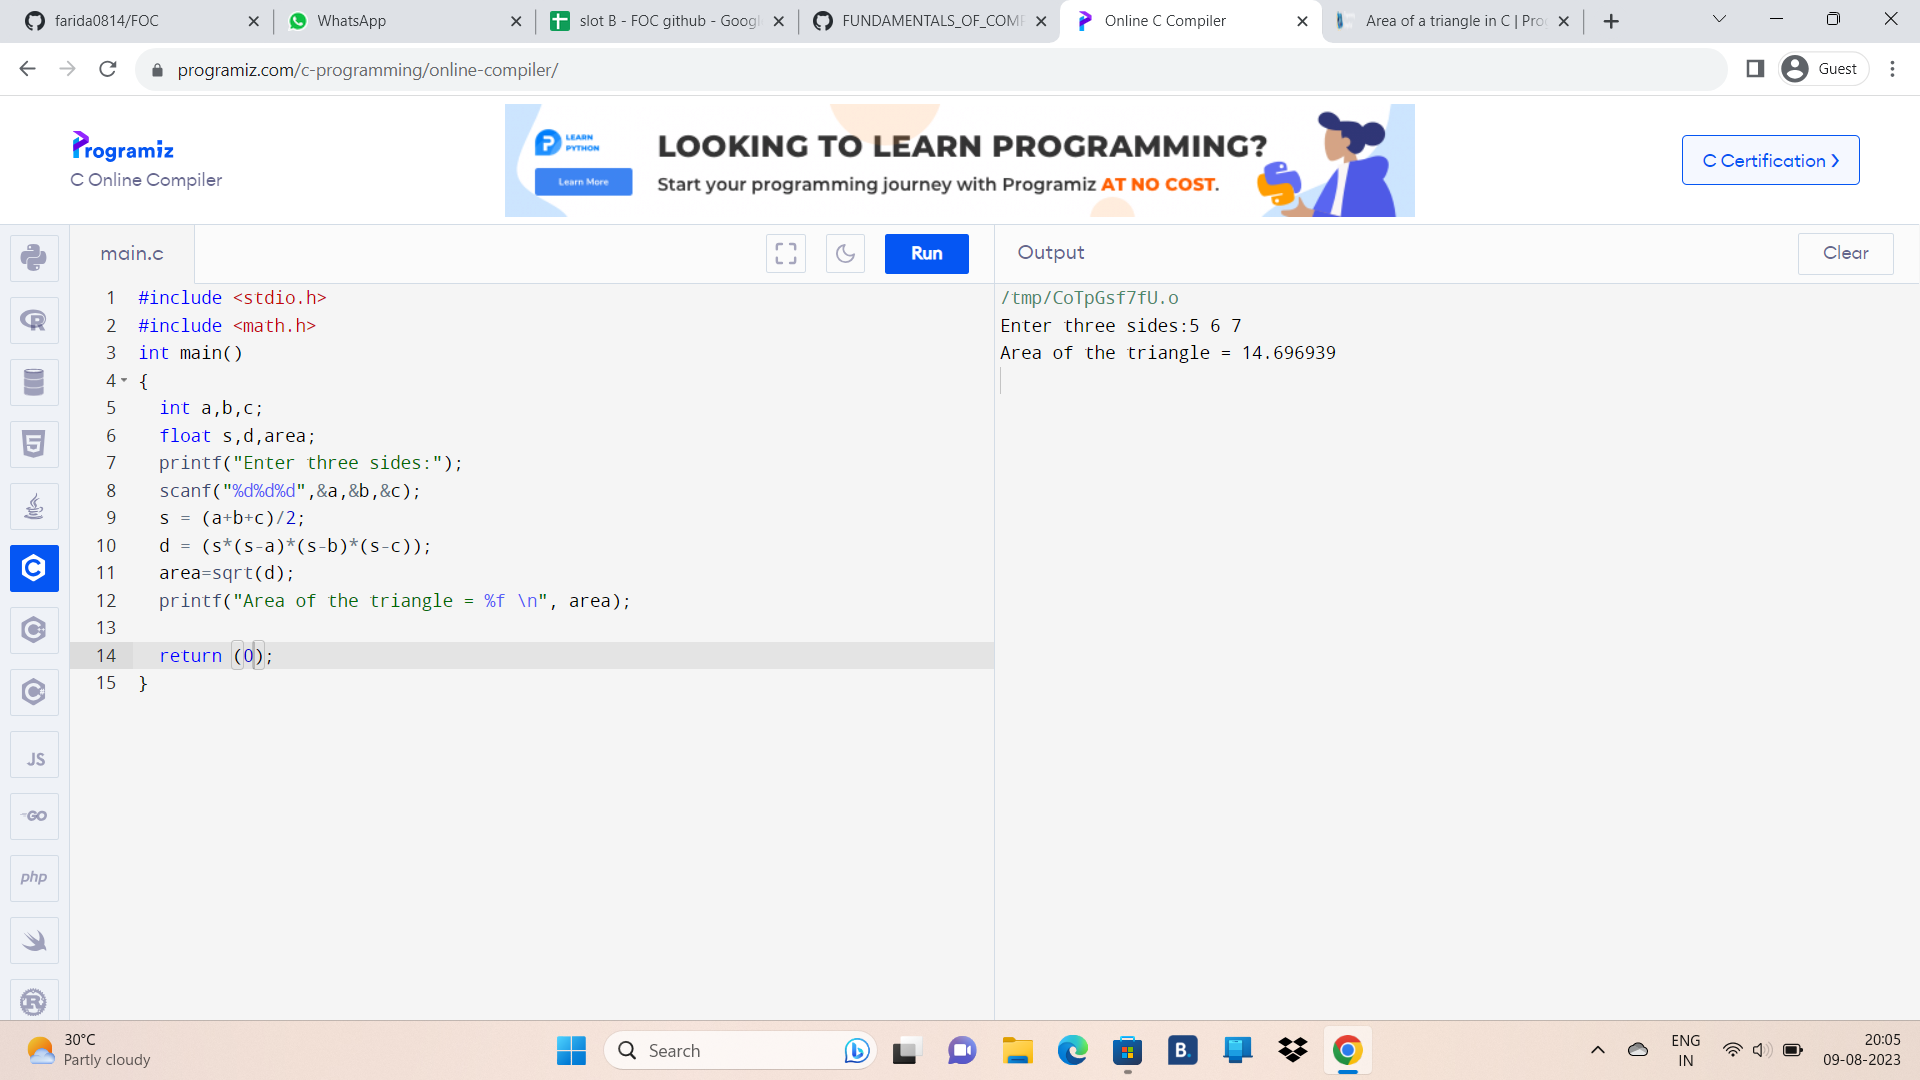 farida0814/FOC
WhatsApp
slot B - FOC github - Googl
FUNDAMENTALS_OF_COMP
Online C Compiler
Area of a triangle in C | Pro
programiz.com/c-programming/online-compiler/
Guest
Programiz
C Online Compiler
LEARN
PYTHON
Learn More
LOOKING TO LEARN PROGRAMMING?
Start your programming journey with Programiz AT NO COST.
C Certification
main.c
Run
Output
Clear
1 #include <stdio.h>
2 #include <math.h>
3 int main()
4 {
5 int a,b,c;
6 float s,d,area;
7 printf("Enter three sides:");
8 scanf("%d%d%d",&a,&b,&c);
9 s = (a+b+c)/2;
10 d = (s*(s-a)*(s-b)*(s-c));
11 area=sqrt(d);
12 printf("Area of the triangle = %f \n", area);
13
14 return (0);
15 }
/tmp/CoTpGsf7fU.o
Enter three sides:5 6 7
Area of the triangle = 14.696939
JS
GO
php
30°C
Partly cloudy
Search
B.
ENG
IN
20:05
09-08-2023